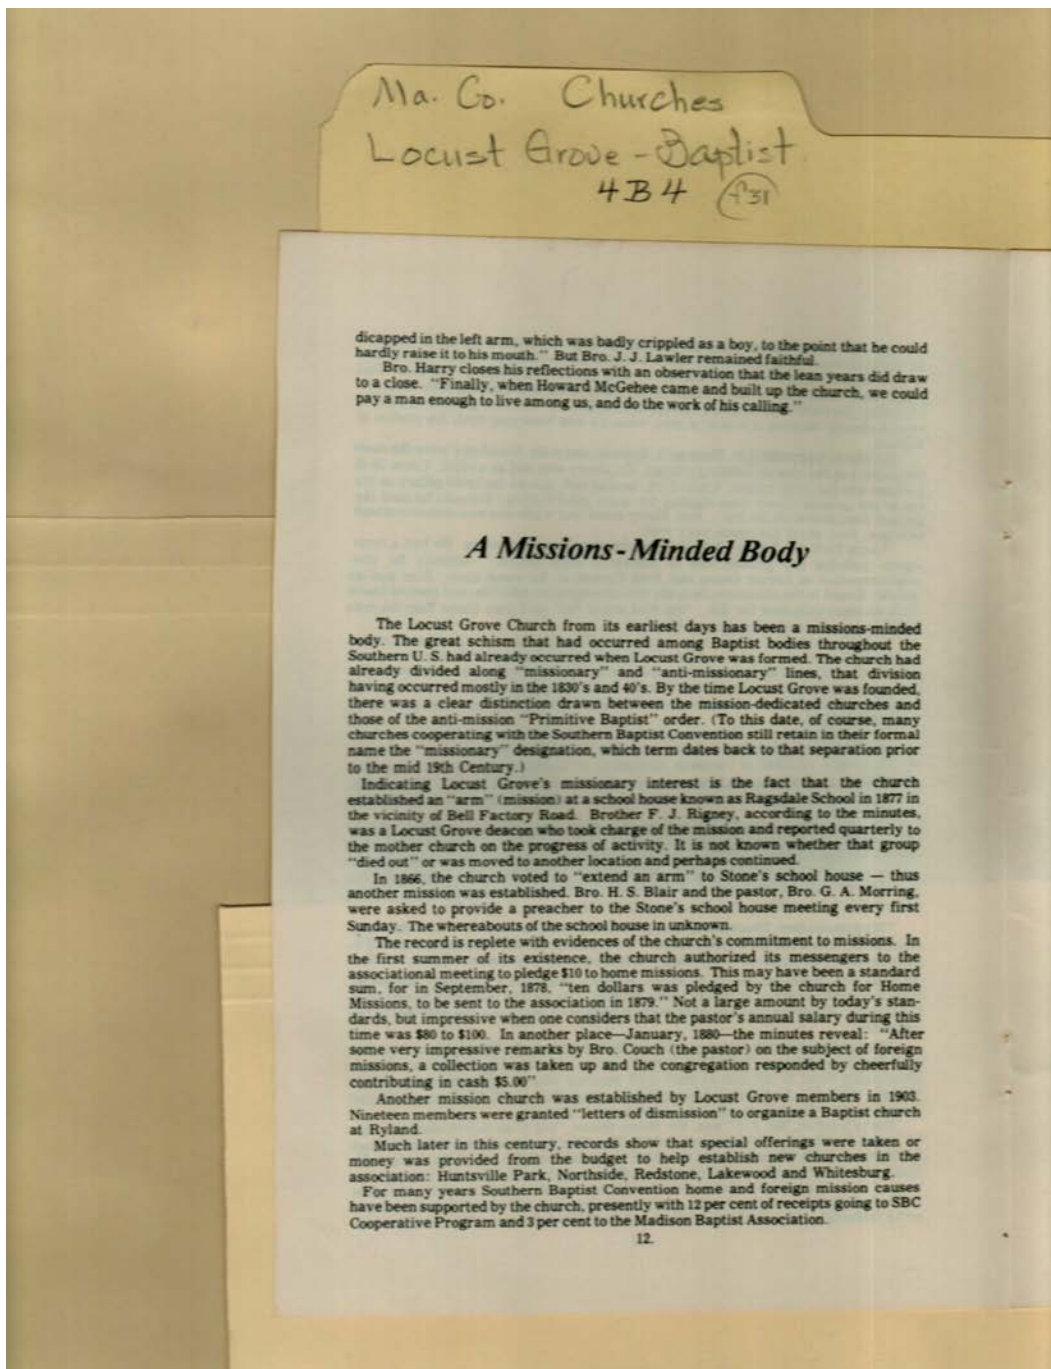 Ma. Co. Churches
Locust Grove - Baptist
4B4
dicapped in the left arm, which was badly crippled as a boy, to the point that he could
hardly raise it to his mouth." But Bro. J. J. Lawler remained faithful.
Bro. Harry closes his reflections with an observation that the lean years did draw
to a close. "Finally, when Howard McGehee came and built up the church, we could
pay a man enough to live among us, and do the work of his calling."
A Missions-Minded Body
The Locust Grove Church from its earliest days has been a missions-minded
body. The great schism that had occurred among Baptist bodies throughout the
Southern U. S. had already occurred when Locust Grove was formed. The church had
already divided along "missionary" and "anti-missionary" lines, that division
having occurred mostly in the 1830's and 40's. By the time Locust Grove was founded,
there was a clear distinction drawn between the mission-dedicated churches and
those of the anti-mission "Primitive Baptist" order. (To this date, of course, many
churches cooperating with the Southern Baptist Convention still retain in their formal
name the "missionary" designation, which term dates back to that separation prior
to the mid 19th Century.)
Indicating Locust Grove's missionary interest is the fact that the church
established an "arm" (mission) at a school house known as Ragsdale School in 1877 in
the vicinity of Bell Factory Road. Brother F. J. Rigney, according to the minutes,
was a Locust Grove deacon who took charge of the mission and reported quarterly to
the mother church on the progress of activity. It is not known whether that group
"died out" or was moved to another location and perhaps continued.
In 1866, the church voted to "extend an arm" to Stone's school house — thus
another mission was established. Bro. H. S. Blair and the pastor, Bro. G. A. Morring,
were asked to provide a preacher to the Stone's school house meeting every first
Sunday. The whereabouts of the school house in unknown.
The record is replete with evidences of the church's commitment to missions. In
the first summer of its existence, the church authorized its messengers to the
associational meeting to pledge $10 to home missions. This may have been a standard
sum, for in September, 1878, "ten dollars was pledged by the church for Home
Missions, to be sent to the association in 1879." Not a large amount by today's stan-
dards, but impressive when one considers that the pastor's annual salary during this
time was $80 to $100. In another place—January, 1880—the minutes reveal: "After
some very impressive remarks by Bro. Couch (the pastor) on the subject of foreign
missions, a collection was taken up and the congregation responded by cheerfully
contributing in cash $5.00"
Another mission church was established by Locust Grove members in 1903.
Nineteen members were granted "letters of dismission" to organize a Baptist church
at Ryland.
Much later in this century, records show that special offerings were taken or
money was provided from the budget to help establish new churches in the
association: Huntsville Park, Northside, Redstone, Lakewood and Whitesburg.
For many years Southern Baptist Convention home and foreign mission causes
have been supported by the church, presently with 12 per cent of receipts going to SBC
Cooperative Program and 3 per cent to the Madison Baptist Association.
12.